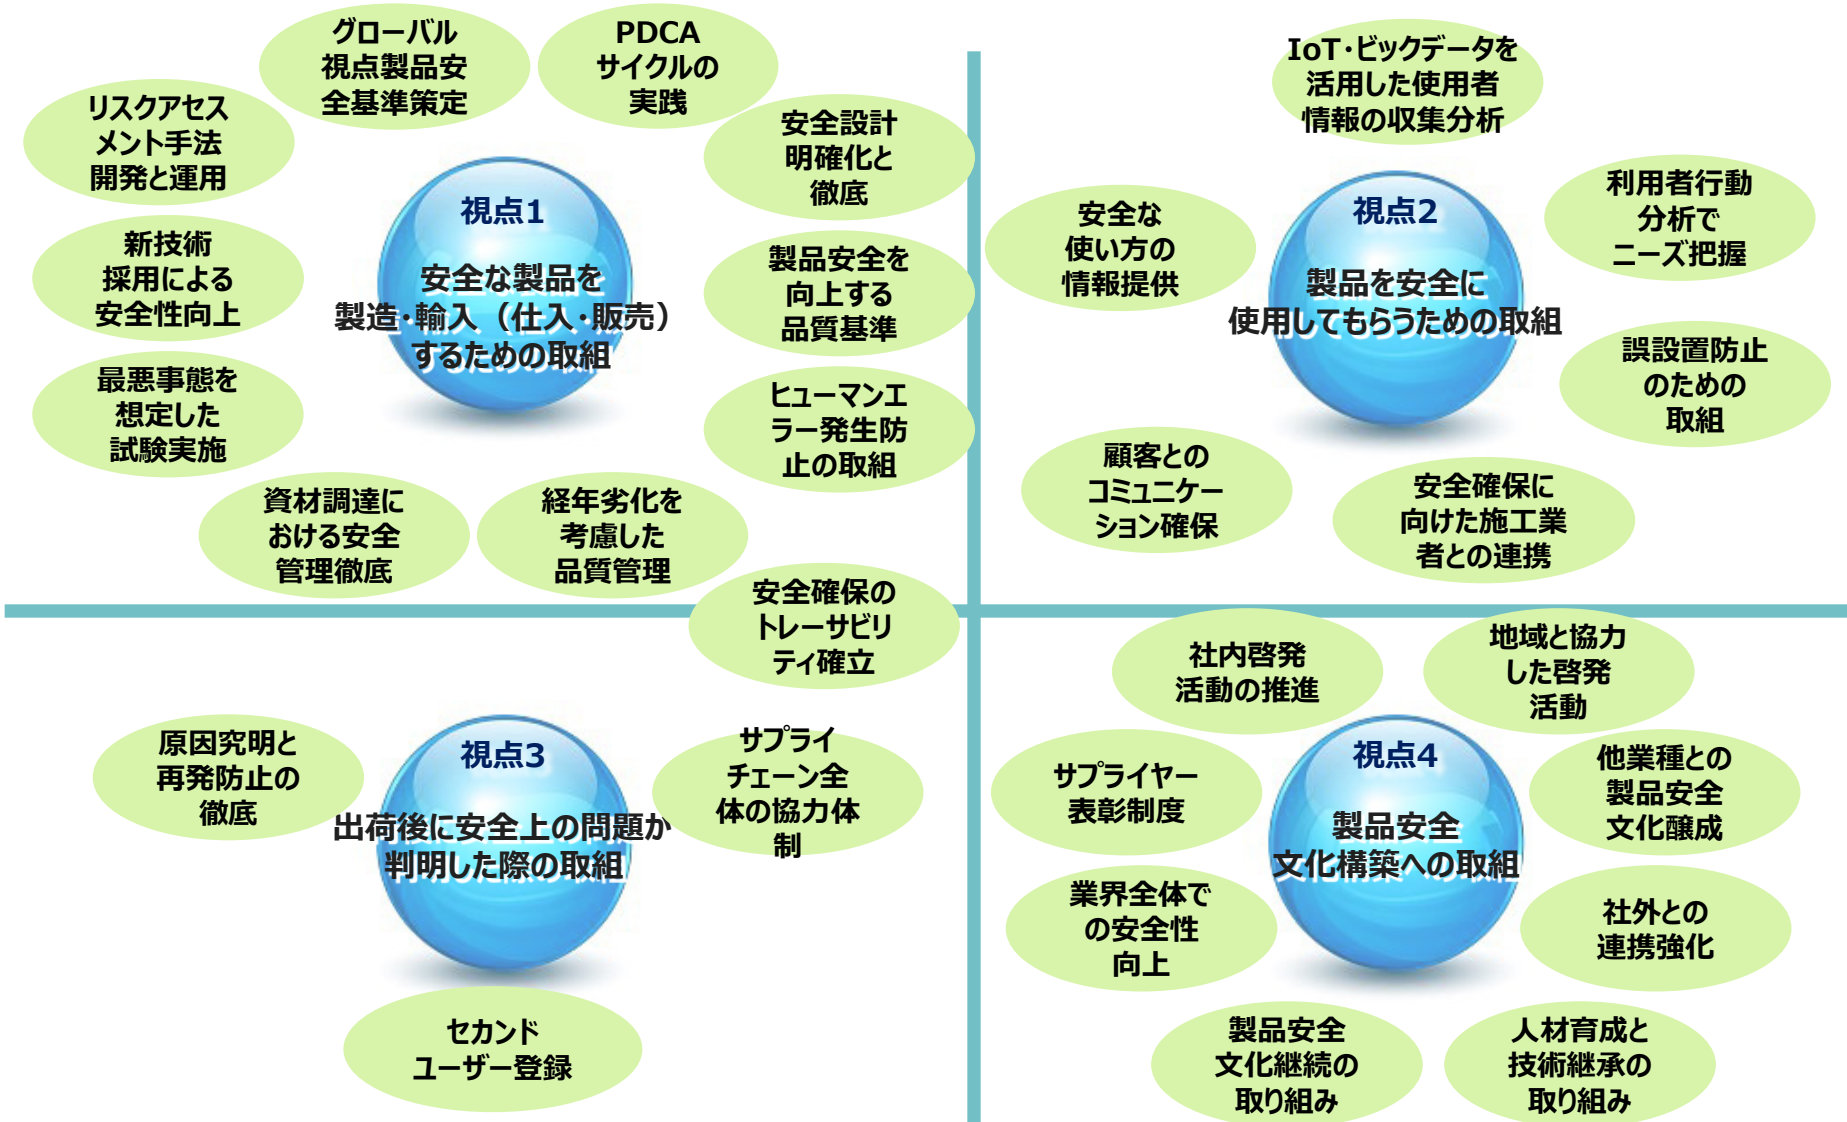 グローバル
視点製品安
全基準策定
PDCA
サイクルの
実践
リスクアセス
メント手法
開発と運用
安全設計
明確化と
徹底
新技術
採用による
安全性向上
視点1
安全な製品を
製造・輸入（仕入・販売）
するための取組
製品安全を
向上する
品質基準
最悪事態を
想定した
試験実施
ヒューマンエ
ラー発生防
止の取組
資材調達に
おける安全
管理徹底
経年劣化を
考慮した
品質管理
安全確保の
トレーサビリ
ティ確立
IoT・ビックデータを
活用した使用者
情報の収集分析
安全な
使い方の
情報提供
視点2
製品を安全に
使用してもらうための取組
利用者行動
分析で
ニーズ把握
誤設置防止
のための
取組
顧客との
コミュニケー
ション確保
安全確保に
向けた施工業
者との連携
原因究明と
再発防止の
徹底
視点3
出荷後に安全上の問題が
判明した際の取組
サプライ
チェーン全
体の協力体
制
セカンド
ユーザー登録
社内啓発
活動の推進
地域と協力
した啓発
活動
サプライヤー
表彰制度
視点4
製品安全
文化構築への取組
他業種との
製品安全
文化醸成
業界全体で
の安全性
向上
社外との
連携強化
製品安全
文化継続の
取り組み
人材育成と
技術継承の
取り組み